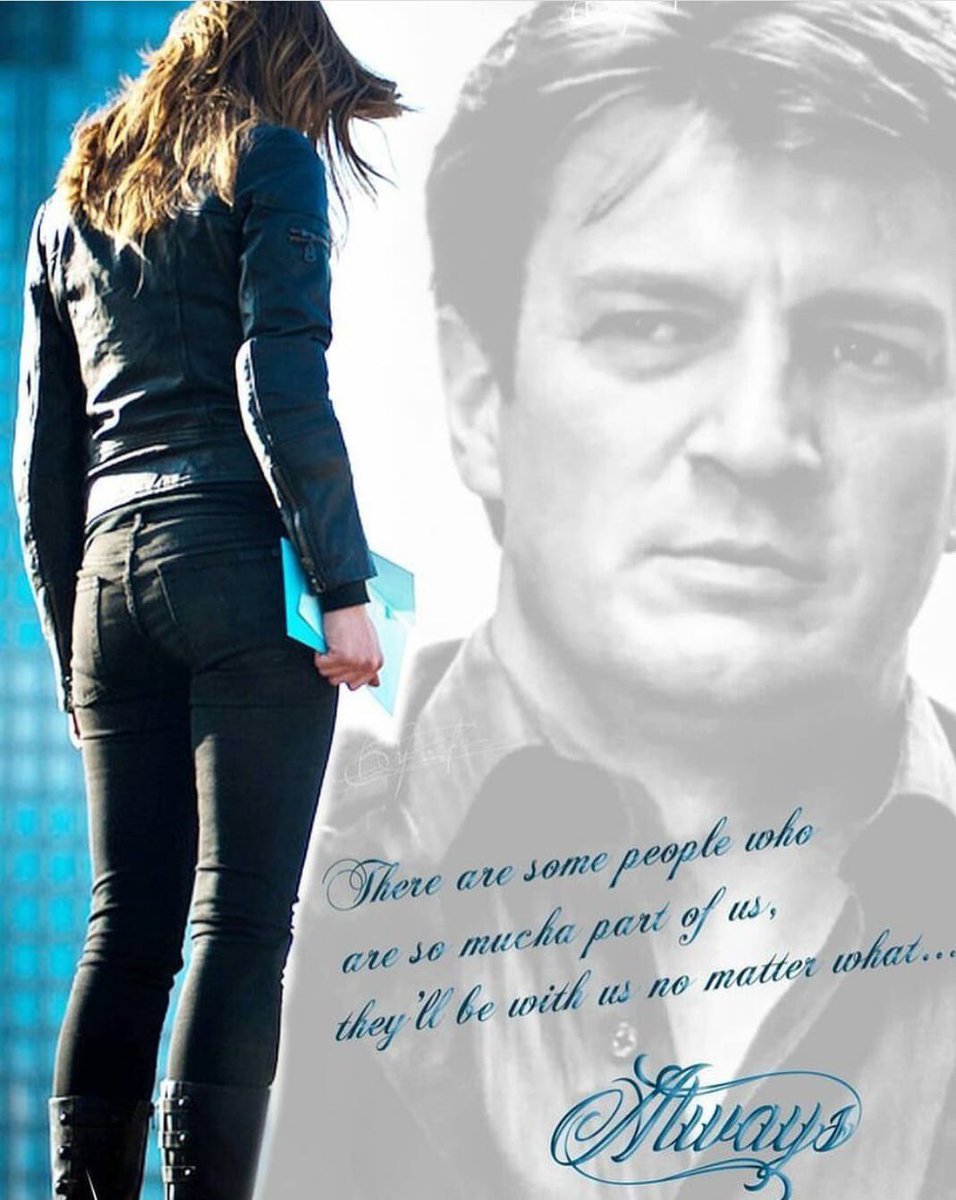 There are some people who
are so mucha part of us,
they'll be with us no matter what...
Always